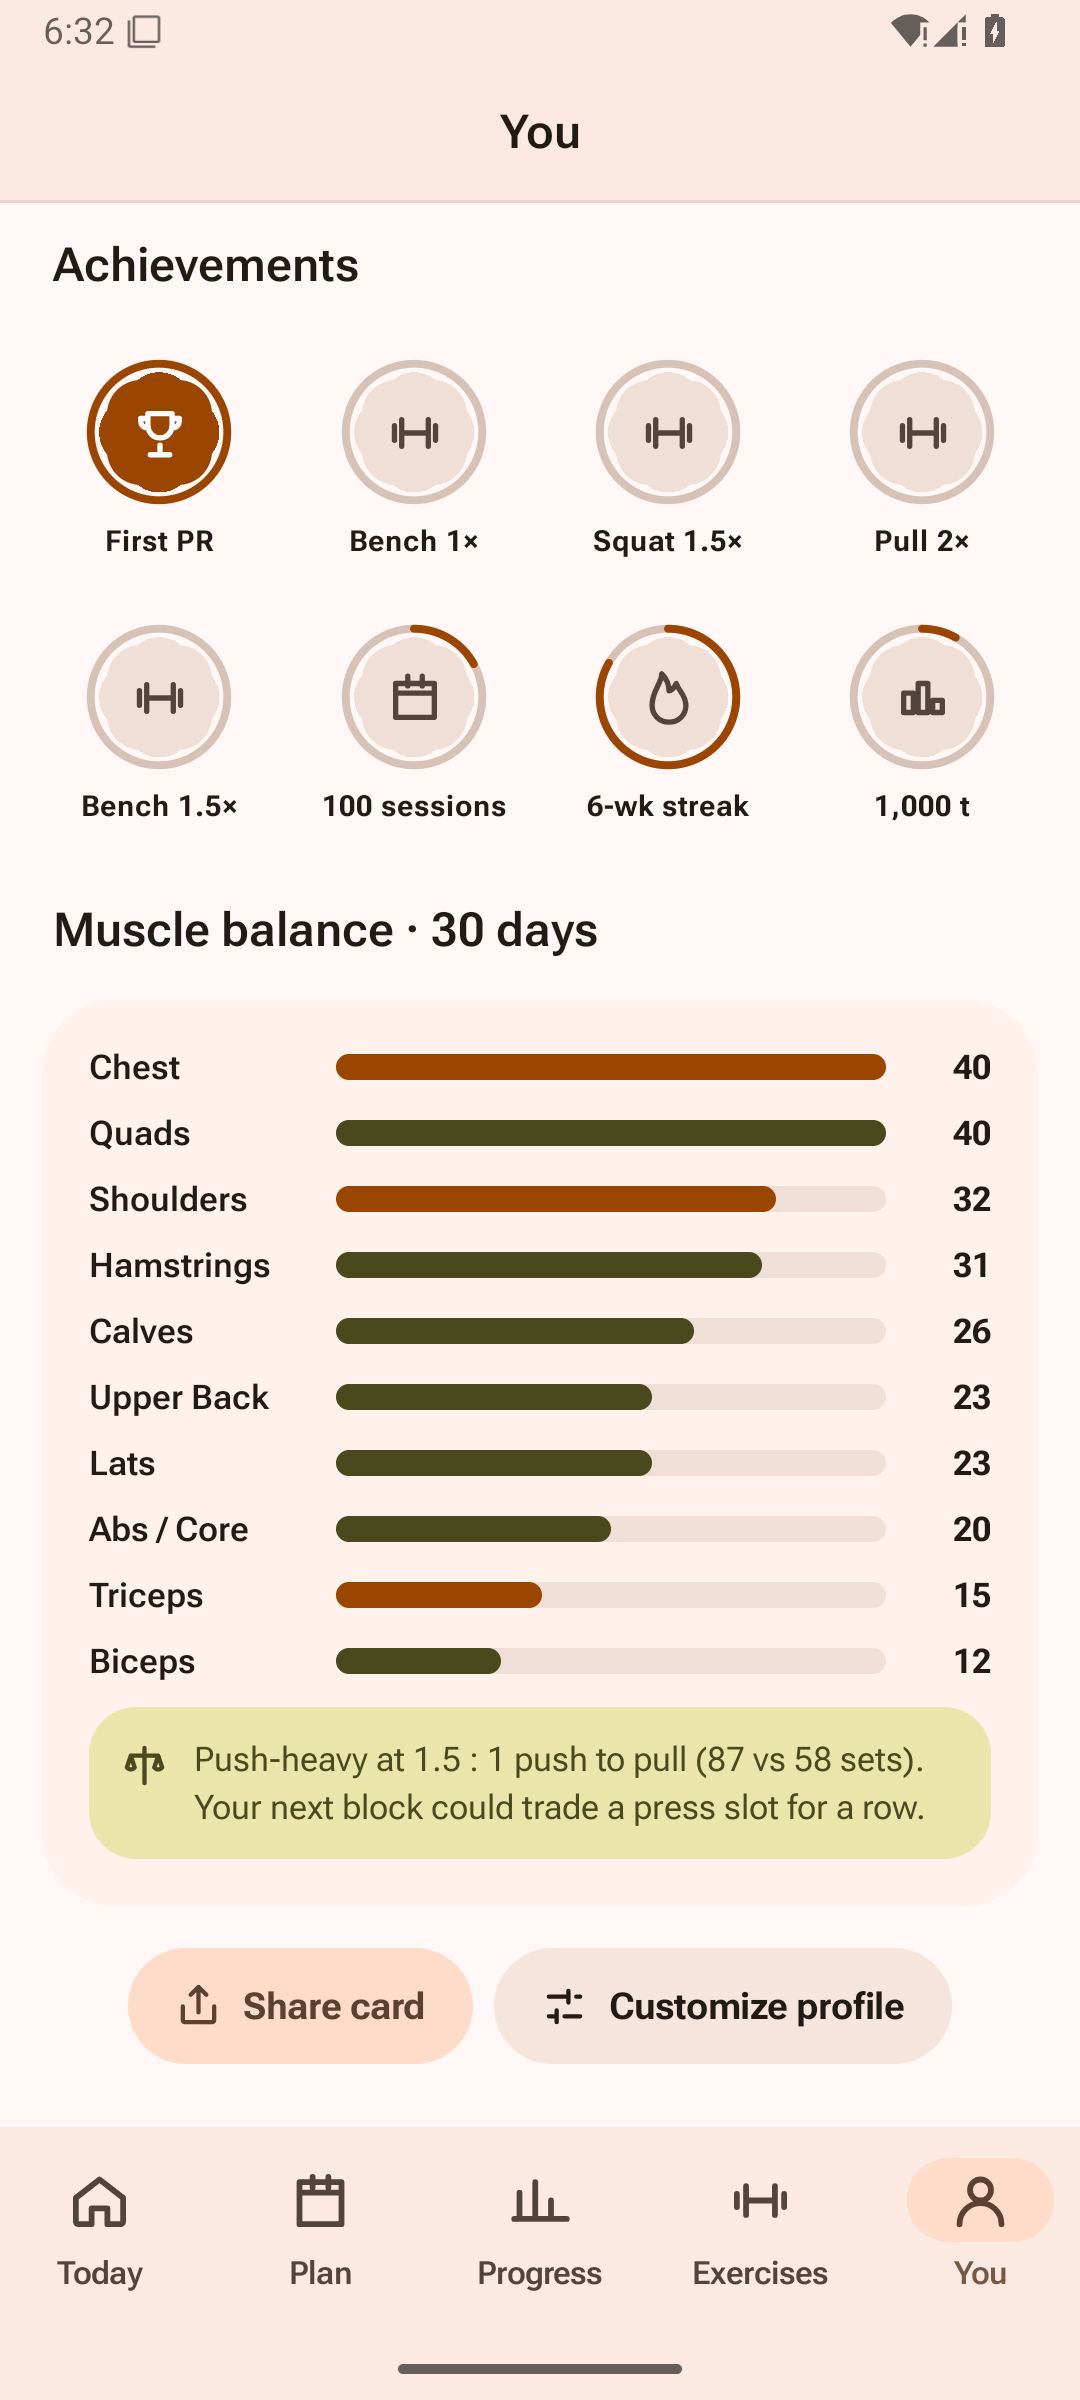 6:32
You
Achievements
First PR
Bench 1×
Squat 1.5×
Pull 2×
Bench 1.5×
100 sessions
6-wk streak
1,000 t
Muscle balance · 30 days
Chest 40
Quads 40
Shoulders 32
Hamstrings 31
Calves 26
Upper Back 23
Lats 23
Abs / Core 20
Triceps 15
Biceps 12
Push-heavy at 1.5 : 1 push to pull (87 vs 58 sets).
Your next block could trade a press slot for a row.
Share card
Customize profile
Today
Plan
Progress
Exercises
You